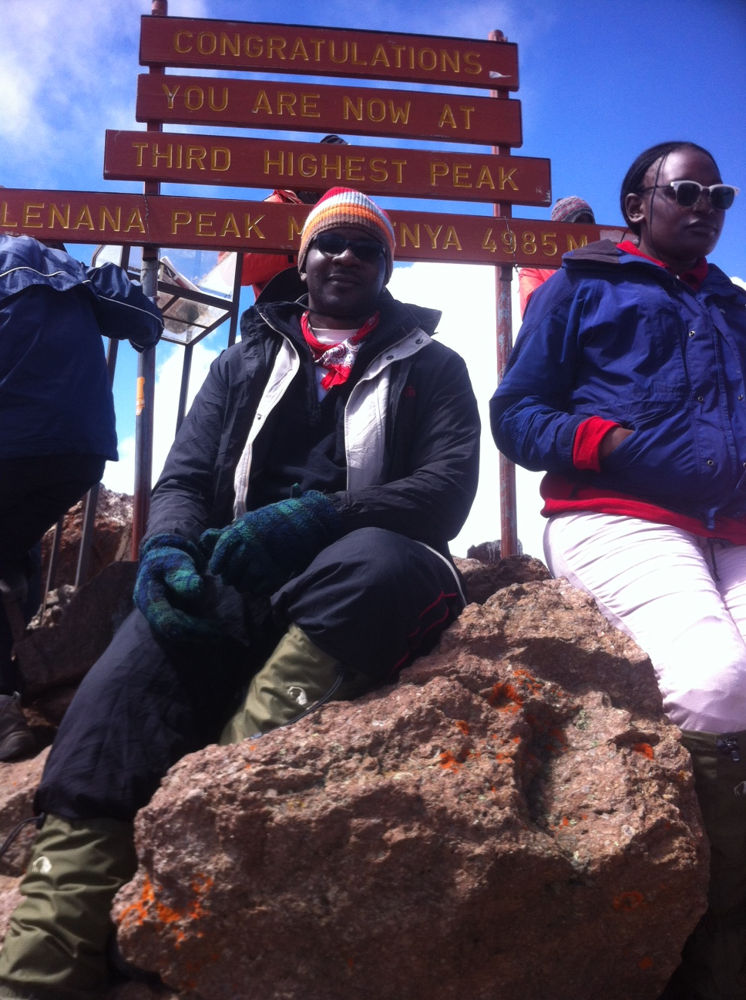 CONGRATULATIONS
YOU ARE NOW AT
THIRD HIGHEST PEAK
LENANA PEAK M NYA 4985 M